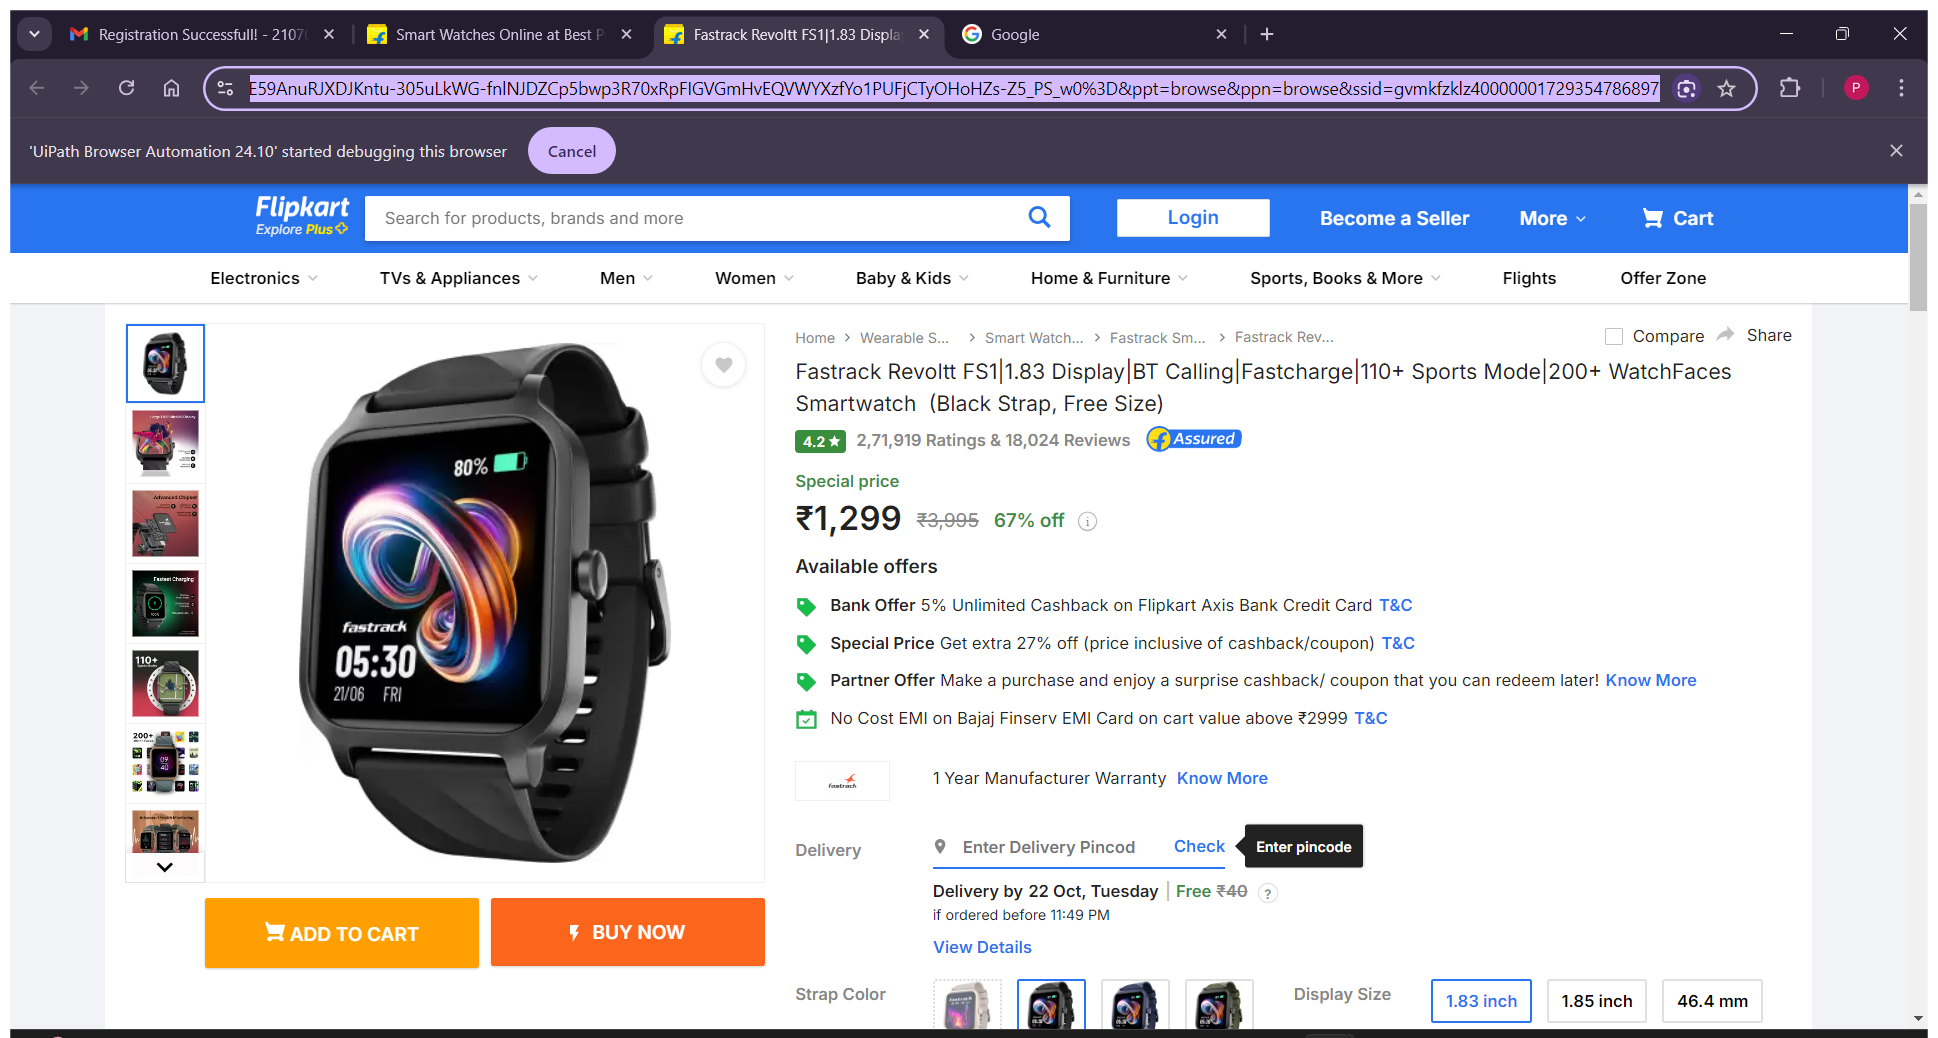 Registration Successfull! - 2107
Smart Watches Online at Best P
Fastrack Revoltt FS1|1.83 Displa
Google
E59AnuRJXDJKntu-305uLkWG-fnlNJDZCp5bwp3R70xRpFIGVGmHvEQVWYXzfYo1PUFjCTyOHoHZs-Z5_PS_w0%3D&ppt=browse&ppn=browse&ssid=gvmkfzklz40000001729354786897
P
'UiPath Browser Automation 24.10' started debugging this browser
Cancel
Flipkart
Explore Plus
Search for products, brands and more
Login
Become a Seller
More
Cart
Electronics
TVs & Appliances
Men
Women
Baby & Kids
Home & Furniture
Sports, Books & More
Flights
Offer Zone
Home
Wearable S...
Smart Watch...
Fastrack Sm...
Fastrack Rev...
Compare
Share
Fastrack Revoltt FS1|1.83 Display|BT Calling|Fastcharge|110+ Sports Mode|200+ WatchFaces
Smartwatch (Black Strap, Free Size)
4.2
2,71,919 Ratings & 18,024 Reviews
Assured
Special price
₹1,299
₹3,995
67% off
Available offers
Bank Offer 5% Unlimited Cashback on Flipkart Axis Bank Credit Card T&C
Special Price Get extra 27% off (price inclusive of cashback/coupon) T&C
Partner Offer Make a purchase and enjoy a surprise cashback/ coupon that you can redeem later! Know More
No Cost EMI on Bajaj Finserv EMI Card on cart value above ₹2999 T&C
80%
fastrack
05:30
21/06 FRI
Advanced Chipset
Fastest Charging
110+
200+
fastrack
1 Year Manufacturer Warranty Know More
Delivery
Enter Delivery Pincod
Check
Enter pincode
Delivery by 22 Oct, Tuesday
Free ₹40
?
if ordered before 11:49 PM
View Details
ADD TO CART
BUY NOW
Strap Color
Display Size
1.83 inch
1.85 inch
46.4 mm